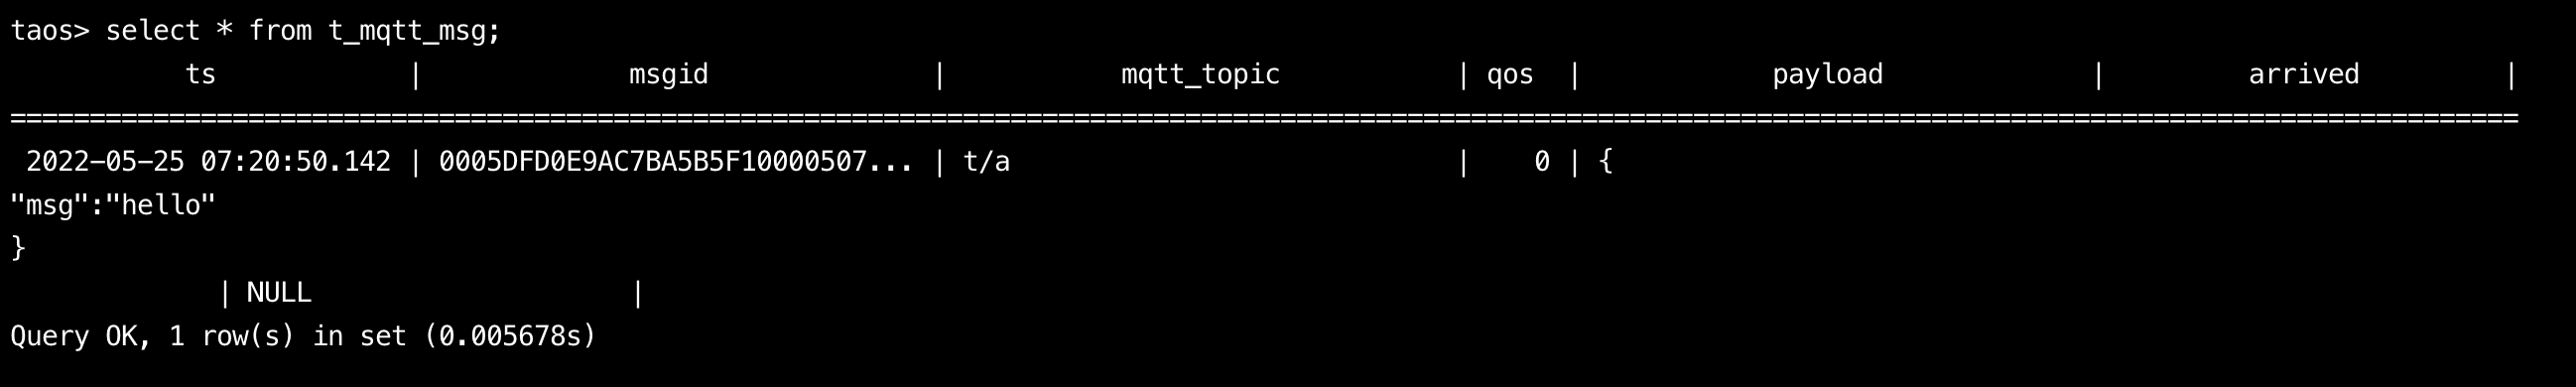 taos> select * from t_mqtt_msg;
ts | msgid | mqtt_topic | qos | payload | arrived |
==============================================================================================================================================================
2022-05-25 07:20:50.142 | 0005DFD0E9AC7BA5B5F10000507... | t/a | 0 | {
"msg":"hello"
}
| NULL |
Query OK, 1 row(s) in set (0.005678s)